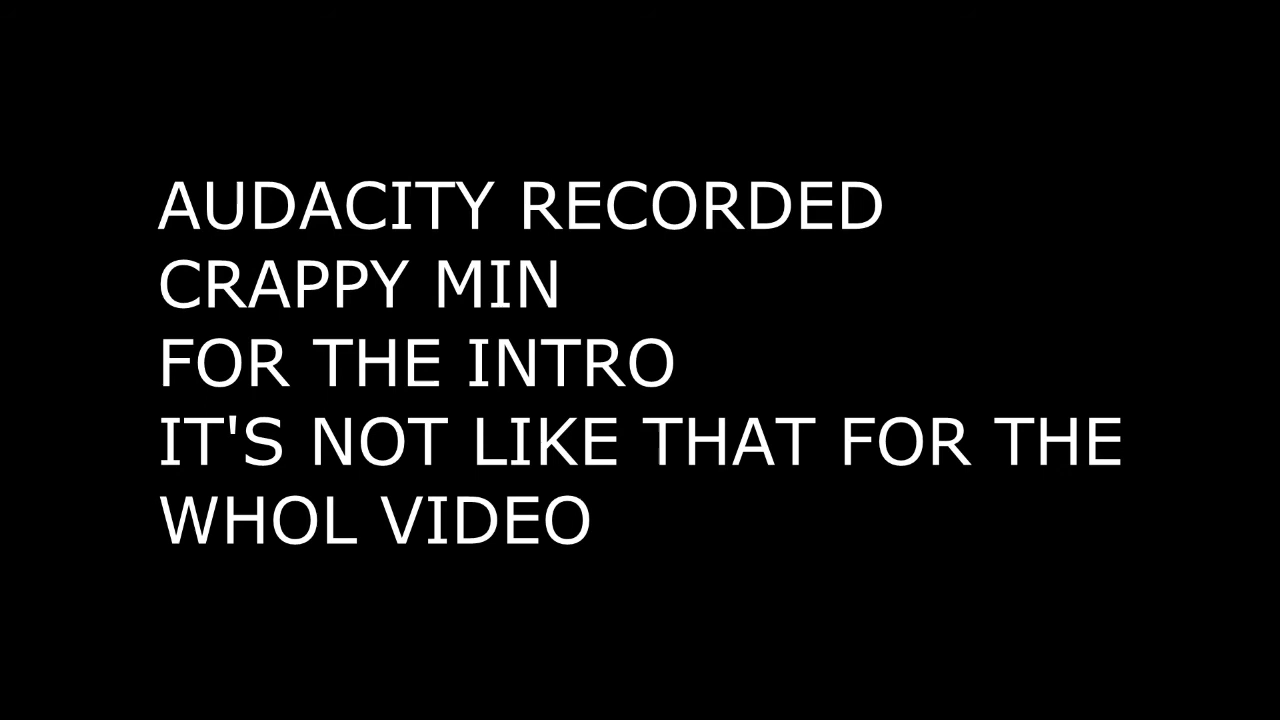 AUDACITY RECORDED
CRAPPY MIN
FOR THE INTRO
IT'S NOT LIKE THAT FOR THE
WHOL VIDEO